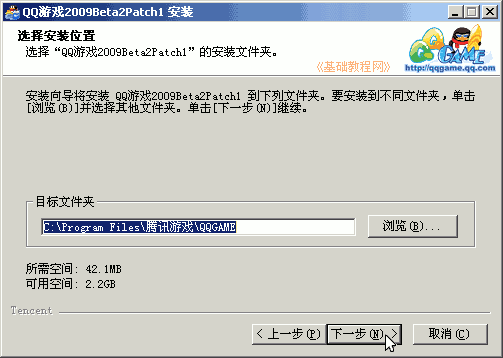 QQ游戏2009Beta2Patch1 安装
选择安装位置
选择“QQ游戏2009Beta2Patch1”的安装文件夹。
《基础教程网》
GAME
http://qqgame.qq.com
安装向导将安装 QQ游戏2009Beta2Patch1 到下列文件夹。要安装到不同文件夹，单击
[浏览(B)]并选择其他文件夹。单击[下一步(N)]继续。
目标文件夹
C:\Program Files\腾讯游戏\QQGAME
浏览(B)...
所需空间: 42.1MB
可用空间: 2.2GB
Tencent
< 上一步(P)
下一步(N) >
取消(C)